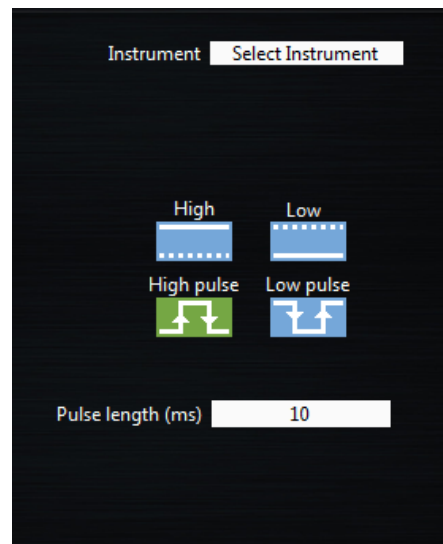 Instrument Select Instrument
High Low
High pulse Low pulse
Pulse length (ms) 10